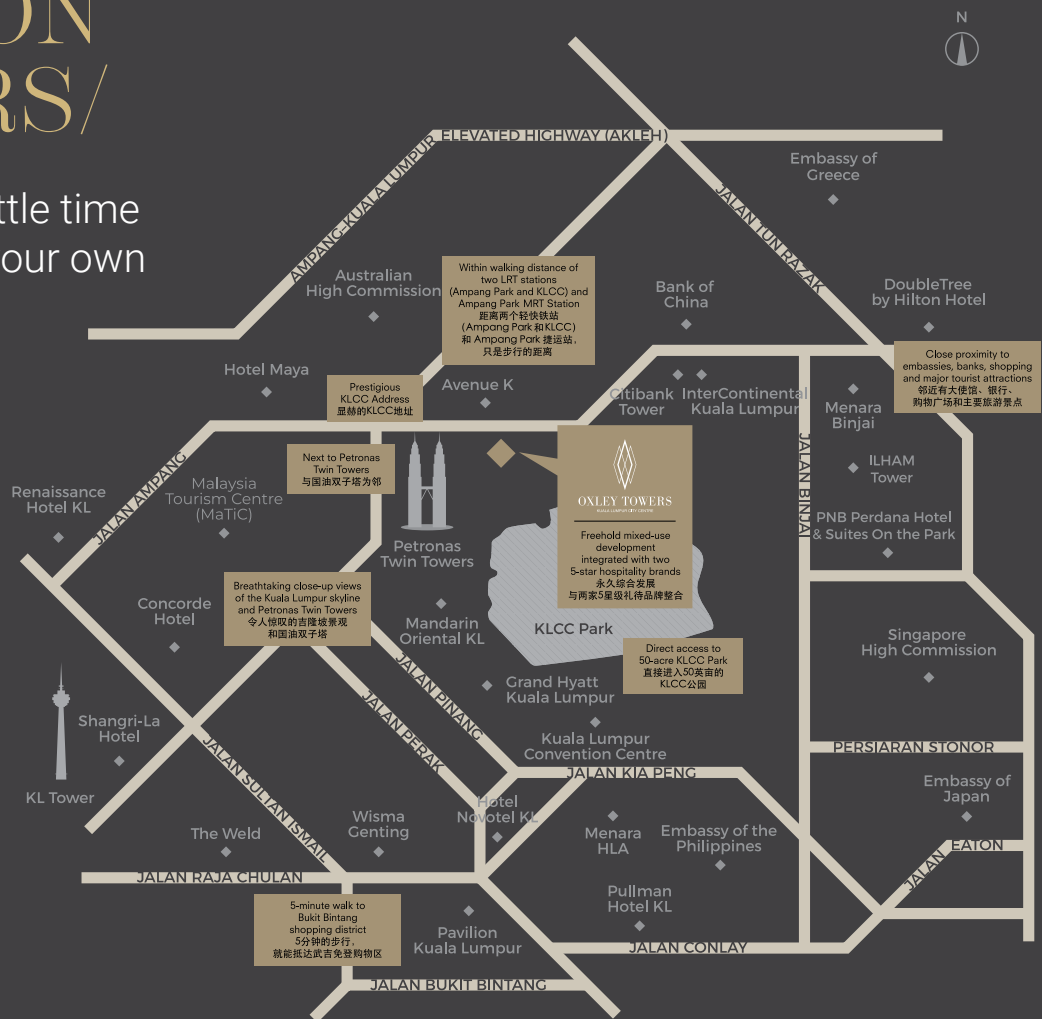 ON
RS/
ttle time
our own
N
ELEVATED HIGHWAY (AKLEH)
AMPANG KUALA LUMPUR
Embassy of
Greece
JALAN TUN RAZAK
Australian
High Commission
Within walking distance of
two LRT stations
(Ampang Park and KLCC) and
Ampang Park MRT Station
距离两个轻快铁站
(Ampang Park 和KLCC)
和 Ampang Park 捷运站，
只是步行的距离
Bank of
China
DoubleTree
by Hilton Hotel
Close proximity to
embassies, banks, shopping
and major tourist attractions
邻近有大使馆、银行、
购物广场和主要旅游景点
Hotel Maya
Prestigious
KLCC Address
显赫的KLCC地址
Avenue K
Citibank
Tower
InterContinental
Kuala Lumpur
Menara
Binjai
Next to Petronas
Twin Towers
与国油双子塔为邻
JALAN AMPANG
Renaissance
Hotel KL
Malaysia
Tourism Centre
(MaTiC)
Petronas
Twin Towers
OXLEY TOWERS
KUALA LUMPUR CITY CENTRE
Freehold mixed-use
development
integrated with two
5-star hospitality brands
永久综合发展
与两家5星级礼待品牌整合
JALAN BINJAI
ILHAM
Tower
PNB Perdana Hotel
& Suites On the Park
Breathtaking close-up views
of the Kuala Lumpur skyline
and Petronas Twin Towers
令人惊叹的吉隆坡景观
和国油双子塔
Concorde
Hotel
Mandarin
Oriental KL
KLCC Park
Direct access to
50-acre KLCC Park
直接进入50英亩的
KLCC公园
Singapore
High Commission
JALAN PINANG
JALAN PERAK
Grand Hyatt
Kuala Lumpur
Shangri-La
Hotel
KL Tower
JALAN SULTAN ISMAIL
Kuala Lumpur
Convention Centre
JALAN KIA PENG
PERSIARAN STONOR
Embassy of
Japan
The Weld
Wisma
Genting
Hotel
Novotel KL
Menara
HLA
Embassy of the
Philippines
JALAN EATON
JALAN RAJA CHULAN
5-minute walk to
Bukit Bintang
shopping district
5分钟的步行，
就能抵达武吉免登购物区
Pavilion
Kuala Lumpur
Pullman
Hotel KL
JALAN CONLAY
JALAN BUKIT BINTANG